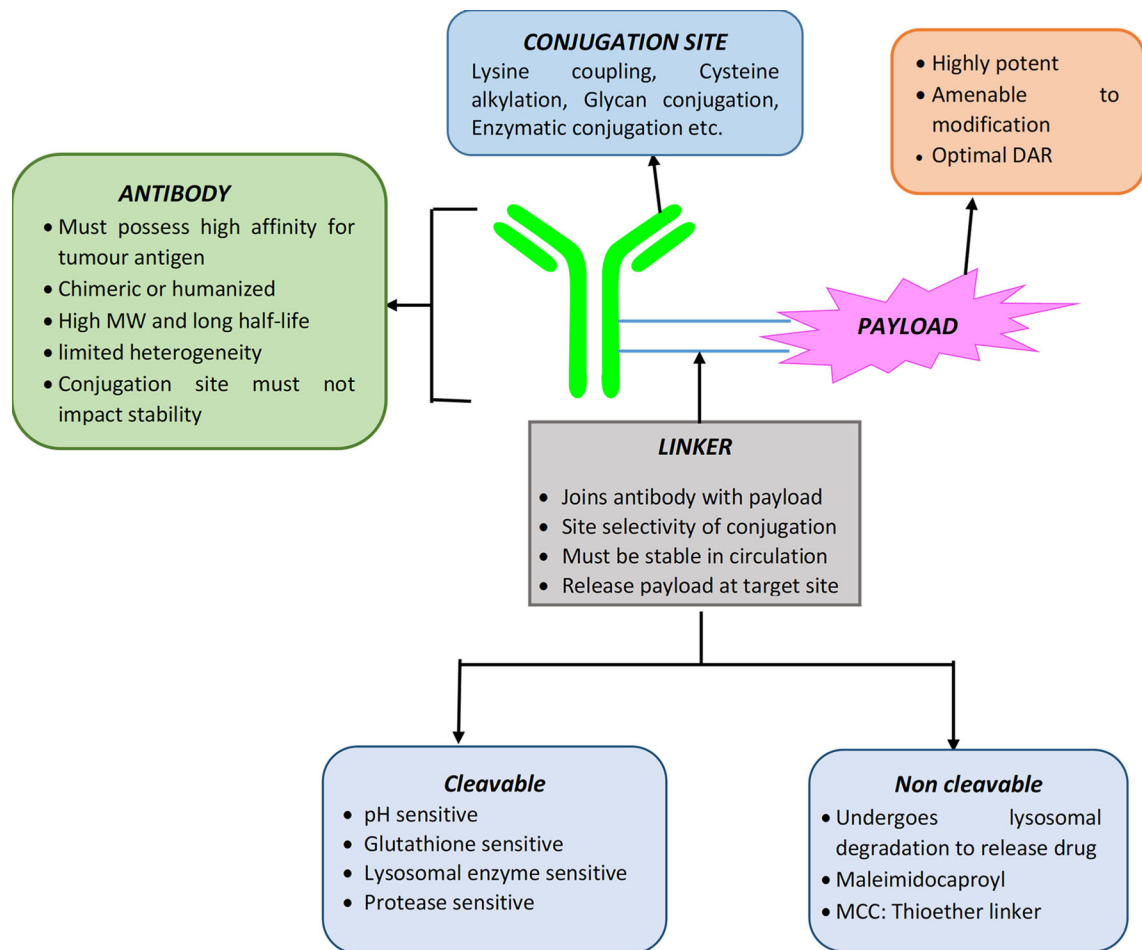 CONJUGATION SITE
Lysine coupling, Cysteine
alkylation, Glycan conjugation,
Enzymatic conjugation etc.
• Highly potent
• Amenable to
modification
• Optimal DAR
ANTIBODY
• Must possess high affinity for
tumour antigen
• Chimeric or humanized
• High MW and long half-life
• limited heterogeneity
• Conjugation site must not
impact stability
PAYLOAD
LINKER
• Joins antibody with payload
• Site selectivity of conjugation
• Must be stable in circulation
• Release payload at target site
Cleavable
• pH sensitive
• Glutathione sensitive
• Lysosomal enzyme sensitive
• Protease sensitive
Non cleavable
• Undergoes lysosomal
degradation to release drug
• Maleimidocaproyl
• MCC: Thioether linker